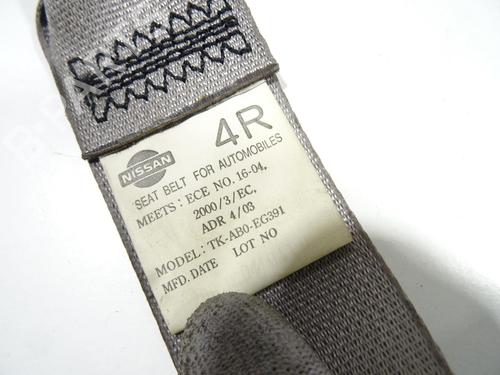 4R
NISSAN
SEAT BELT FOR AUTOMOBILES
MEETS: ECE NO. 16-04,
2000/3/EC,
ADR 4/03
MODEL: TK-AB0-EG391
MFD. DATE LOT NO